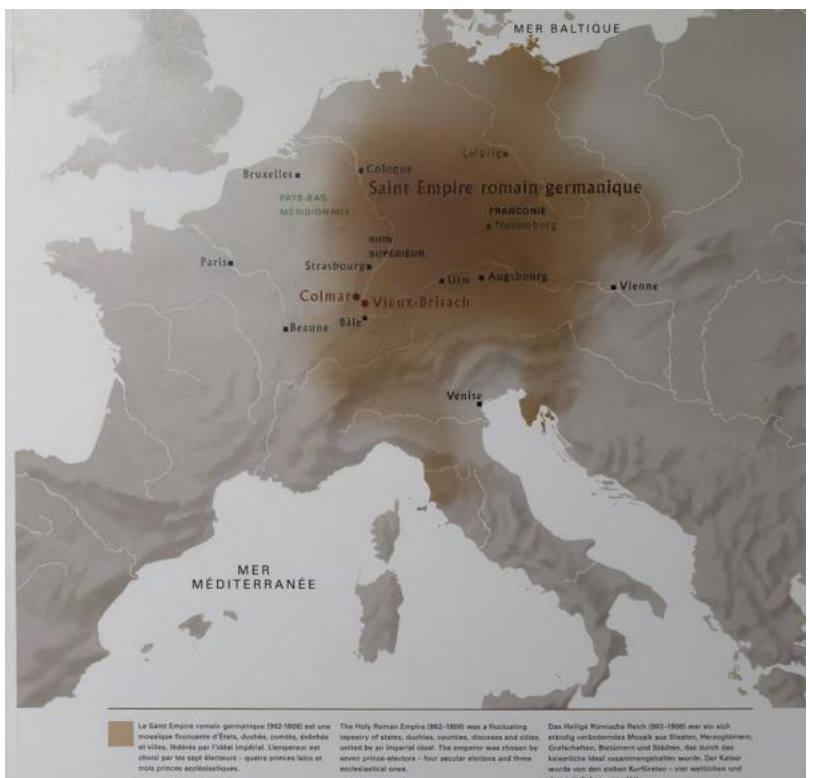 MER BALTIQUE
Leipzig
Cologne
Bruxelles
Saint Empire romain germanique
PAYS-BAS
MÉRIDIONAUX
FRANCONIE
Nuremberg
RHIN
SUPÉRIEUR
Paris
Strasbourg
Ulm
Augsbourg
Vienne
Colmar
Vieux-Brisach
Bâle
Beaune
Venise
MER
MÉDITERRANÉE
Le Saint Empire romain germanique (962-1806) est une
mosaïque fluctuante d'États, duchés, comtés, évêchés
et villes, fédérés par l'idéal impérial. L'empereur est
choisi par les sept électeurs – quatre princes laïcs et
trois princes ecclésiastiques.
The Holy Roman Empire (962–1806) was a fluctuating
tapestry of states, duchies, counties, dioceses and cities,
united by an imperial ideal. The emperor was chosen by
seven prince-electors – four secular electors and three
ecclesiastical ones.
Das Heilige Römische Reich (962–1806) war ein sich
ständig veränderndes Mosaik aus Staaten, Herzogtümern,
Grafschaften, Bistümern und Städten, das durch das
kaiserliche Ideal zusammengehalten wurde. Der Kaiser
wurde von den sieben Kurfürsten – vier weltlichen und